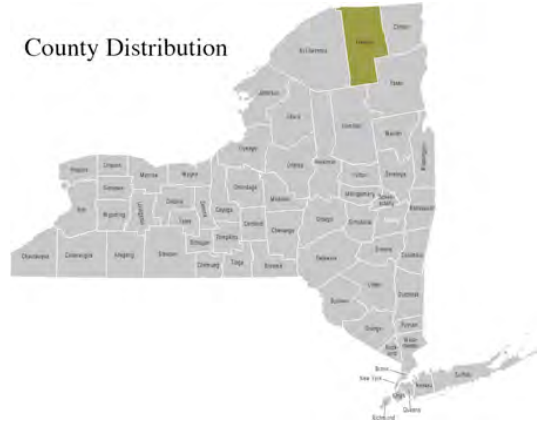 County Distribution
Clinton
Franklin
St Lawrence
Essex
Jefferson
Lewis
Hamilton
Warren
Washington
Oswego
Oneida
Herkimer
Niagara
Orleans
Monroe
Wayne
Fulton
Saratoga
Genesee
Onondaga
Montgomery
Erie
Wyoming
Livingston
Ontario
Yates
Seneca
Cayuga
Madison
Otsego
Schoharie
Albany
Rensselaer
Cortland
Chenango
Tompkins
Schuyler
Chautauqua
Cattaraugus
Allegany
Steuben
Chemung
Tioga
Broome
Delaware
Greene
Columbia
Ulster
Dutchess
Sullivan
Orange
Putnam
Bronx
New York
Suffolk
Nassau
Kings
Queens
Richmond